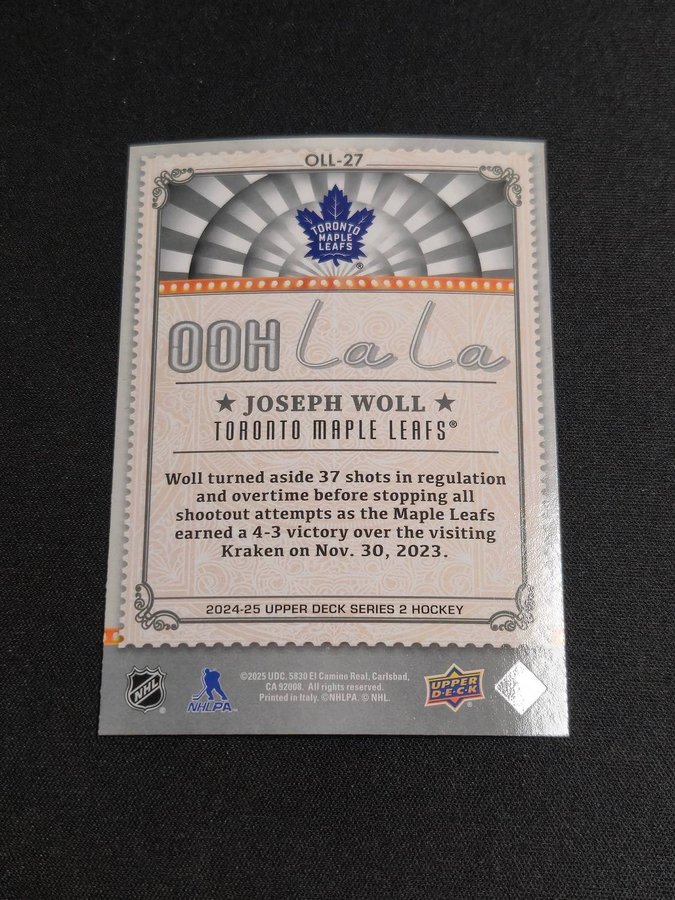 OLL-27
TORONTO
MAPLE
LEAFS
®
OOH La La
★ JOSEPH WOLL ★
TORONTO MAPLE LEAFS®
Woll turned aside 37 shots in regulation
and overtime before stopping all
shootout attempts as the Maple Leafs
earned a 4-3 victory over the visiting
Kraken on Nov. 30, 2023.
2024-25 UPPER DECK SERIES 2 HOCKEY
NHL
®
NHLPA
©2025 UDC. 5830 El Camino Real, Carlsbad,
CA 92008. All rights reserved.
Printed in Italy. ©NHLPA. © NHL.
UPPER
DECK